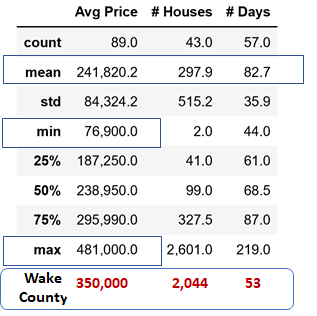 Avg Price # Houses # Days
count 89.0 43.0 57.0
mean 241,820.2 297.9 82.7
std 84,324.2 515.2 35.9
min 76,900.0 2.0 44.0
25% 187,250.0 41.0 61.0
50% 238,950.0 99.0 68.5
75% 295,990.0 327.5 87.0
max 481,000.0 2,601.0 219.0
Wake County 350,000 2,044 53